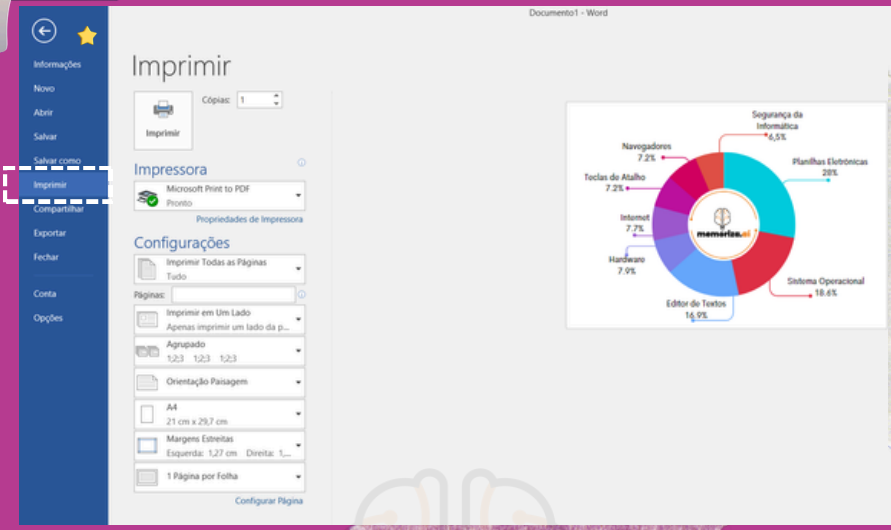 Documento1 - Word
Informações
Novo
Abrir
Salvar
Salvar como
Imprimir
Compartilhar
Exportar
Fechar
Conta
Opções
Imprimir
Imprimir
Cópias: 1
Impressora
Microsoft Print to PDF
Pronto
Propriedades de Impressora
Configurações
Imprimir Todas as Páginas
Tudo
Páginas:
Imprimir em Um Lado
Apenas imprimir um lado da p...
Agrupado
1;2;3 1;2;3 1;2;3
Orientação Paisagem
A4
21 cm x 29,7 cm
Margens Estreitas
Esquerda: 1,27 cm Direita: 1,...
1 Página por Folha
Configurar Página
Segurança da
Informática
6,5%
Navegadores
7.2%
Planilhas Eletrônicas
28%
Teclas de Atalho
7.2%
Internet
7.7%
memorize.ai
Hardware
7.9%
Sistema Operacional
18.6%
Editor de Textos
16,9%